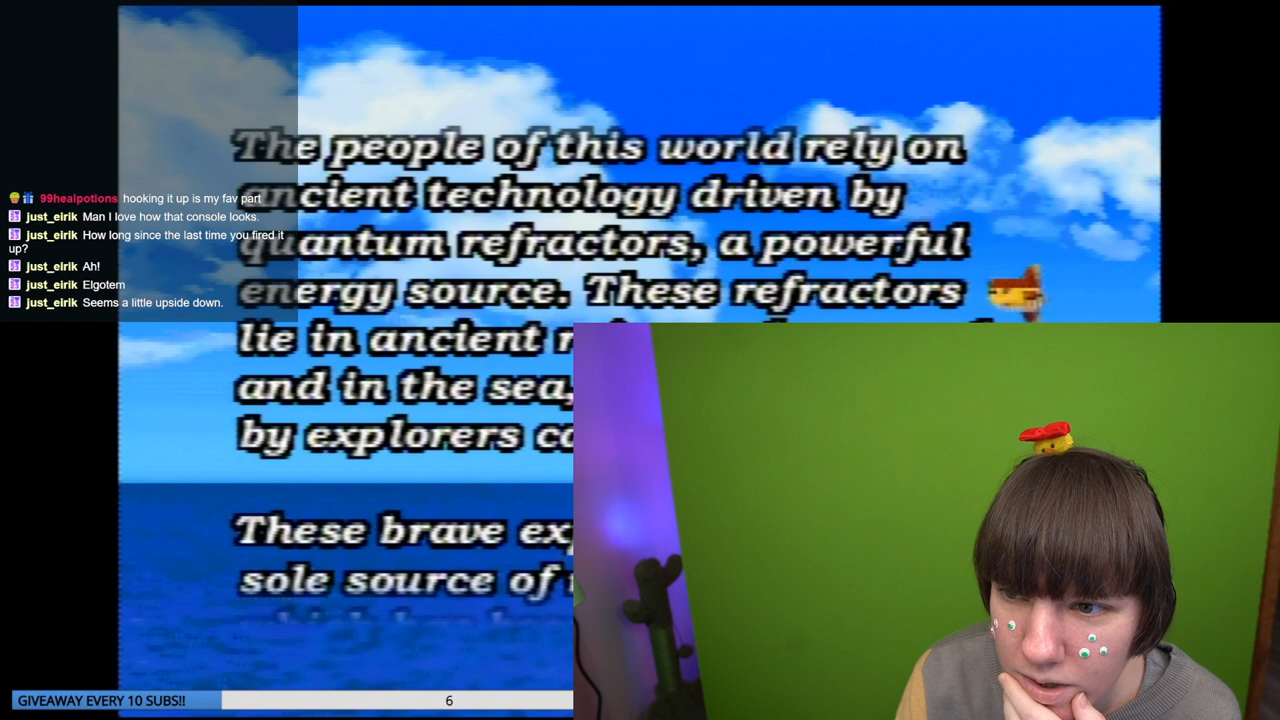 The people of this world rely on
ancient technology driven by
quantum refractors, a powerful
energy source. These refractors
lie in ancient
and in the sea,
by explorers
These brave
sole source of
99healpotions hooking it up is my fav part
just_eirik Man I love how that console looks.
just_eirik How long since the last time you fired it
up?
just_eirik Ah!
just_eirik Elgotem
just_eirik Seems a little upside down.
GIVEAWAY EVERY 10 SUBS!!
6